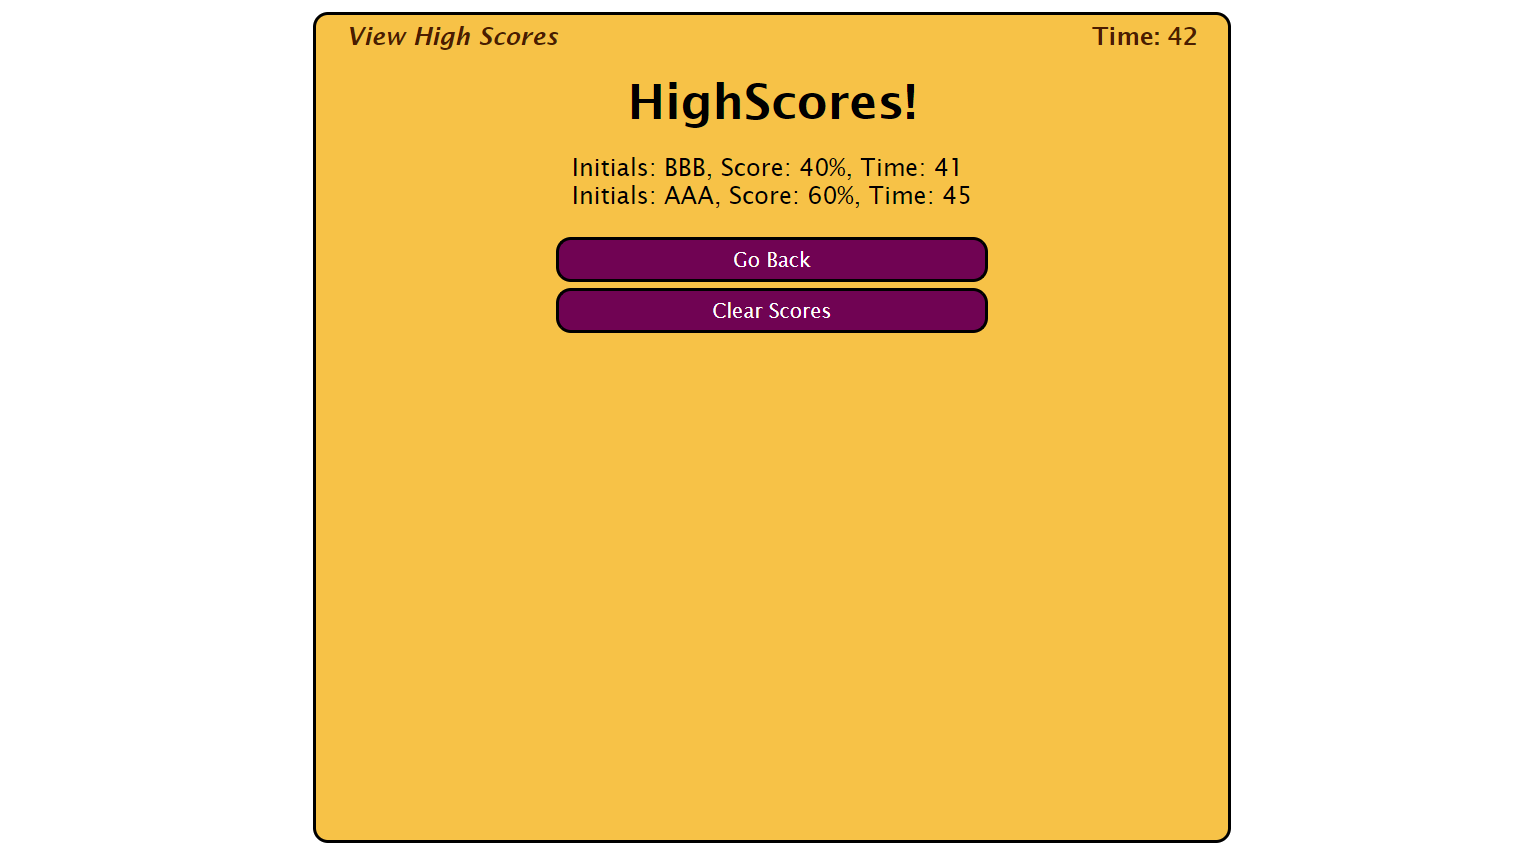 View High Scores
Time: 42
HighScores!
Initials: BBB, Score: 40%, Time: 41
Initials: AAA, Score: 60%, Time: 45
Go Back
Clear Scores